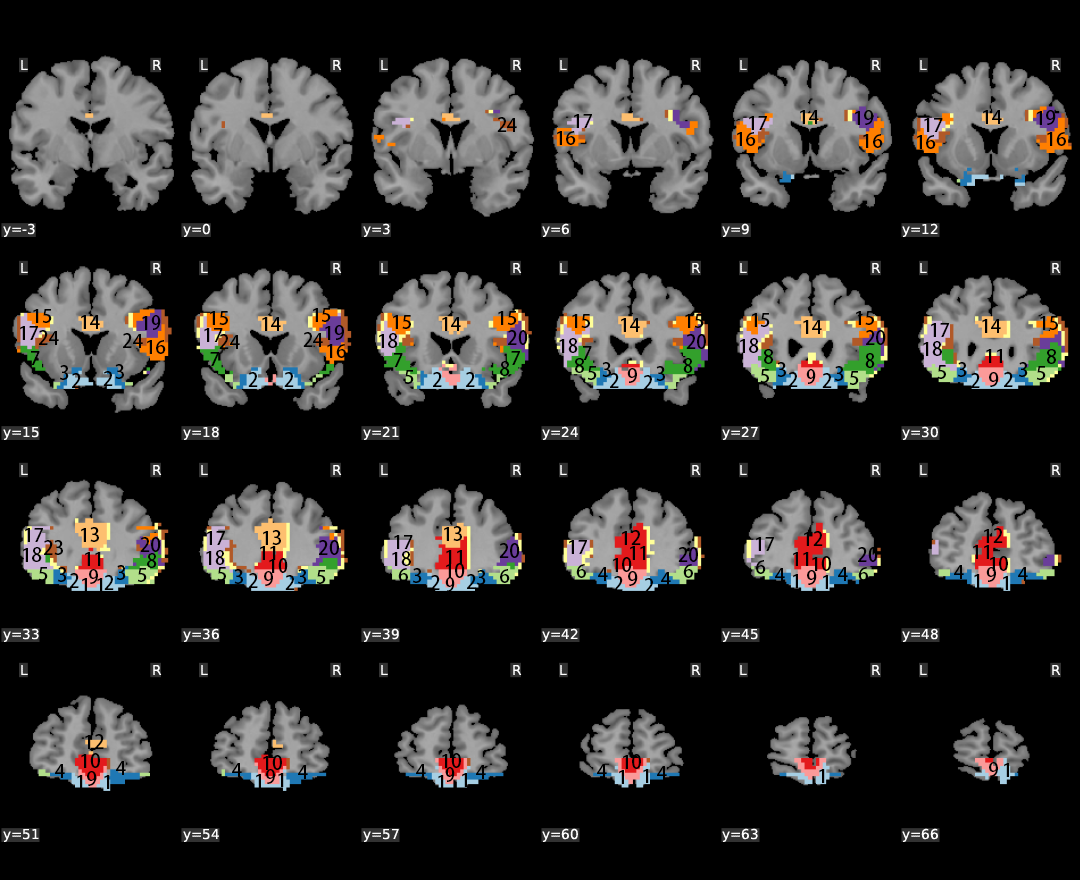 L R L R L R L R L R L R
24 17 16 14 17 19 16 16 14 17 19 16 16
y=-3 y=0 y=3 y=6 y=9 y=12
L R L R L R L R L R L R
15 14 19 17 24 24 16 7 3 3 2 2
15 14 15 19 17 24 24 16 7 2 2
15 14 15 20 18 7 7 8 5 2 2
15 14 15 20 18 7 8 8 9 5 3 3 2 2
15 14 15 20 18 8 8 9 5 3 3 5 2 2
17 14 15 18 11 8 5 3 9 3 5 2 2
y=15 y=18 y=21 y=24 y=27 y=30
L R L R L R L R L R L R
17 13 20 18 23 11 8 5 3 9 3 5 2 1 2
17 13 20 18 11 10 5 3 9 3 5 2 2
17 13 20 18 11 10 6 3 2 9 2 3 6
12 17 20 11 10 10 6 4 9 4 6 2 2
12 17 20 11 10 6 4 1 9 1 4 6
12 11 10 4 1 9 1 4
y=33 y=36 y=39 y=42 y=45 y=48
L R L R L R L R L R L R
12 10 4 4 1 9 1
10 4 4 1 9 1
10 4 4 9 1 1
10 4 4 1 1
1
9 1
y=51 y=54 y=57 y=60 y=63 y=66